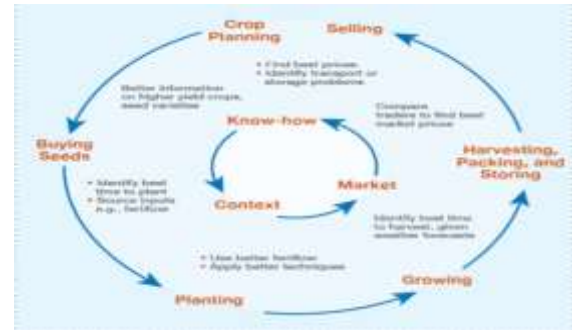 Crop
Planning
Selling
• Find best prices
• Identify transport or
storage problems
Better information
on higher yield crops,
seed varieties
Compare
traders to find best
market prices
Know-how
Buying
Seeds
Harvesting,
Packing, and
Storing
• Identify best
time to plant
• Source inputs
e.g., fertilizer
Market
Context
Identify best time
to harvest, given
weather forecasts
• Use better fertilizer
• Apply better techniques
Growing
Planting